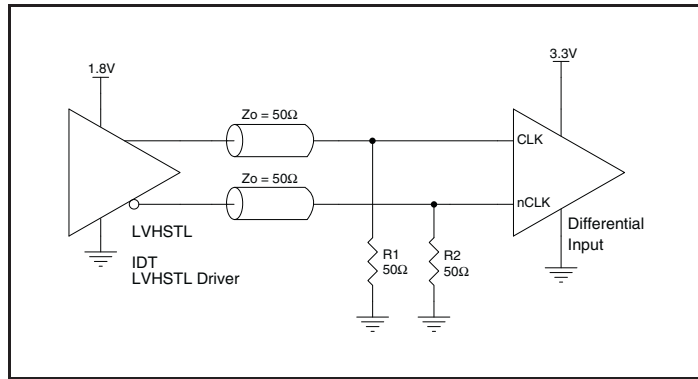 1.8V
3.3V
Zo = 50Ω
CLK
Zo = 50Ω
nCLK
LVHSTL
IDT
LVHSTL Driver
R1
50Ω
R2
50Ω
Differential
Input